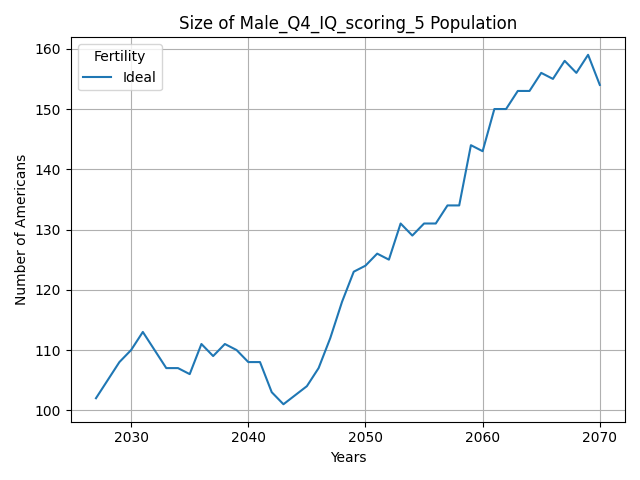 Size of Male_Q4_IQ_scoring_5 Population
Fertility
Ideal
160
150
140
130
120
110
100
Number of Americans
2030
2040
2050
2060
2070
Years